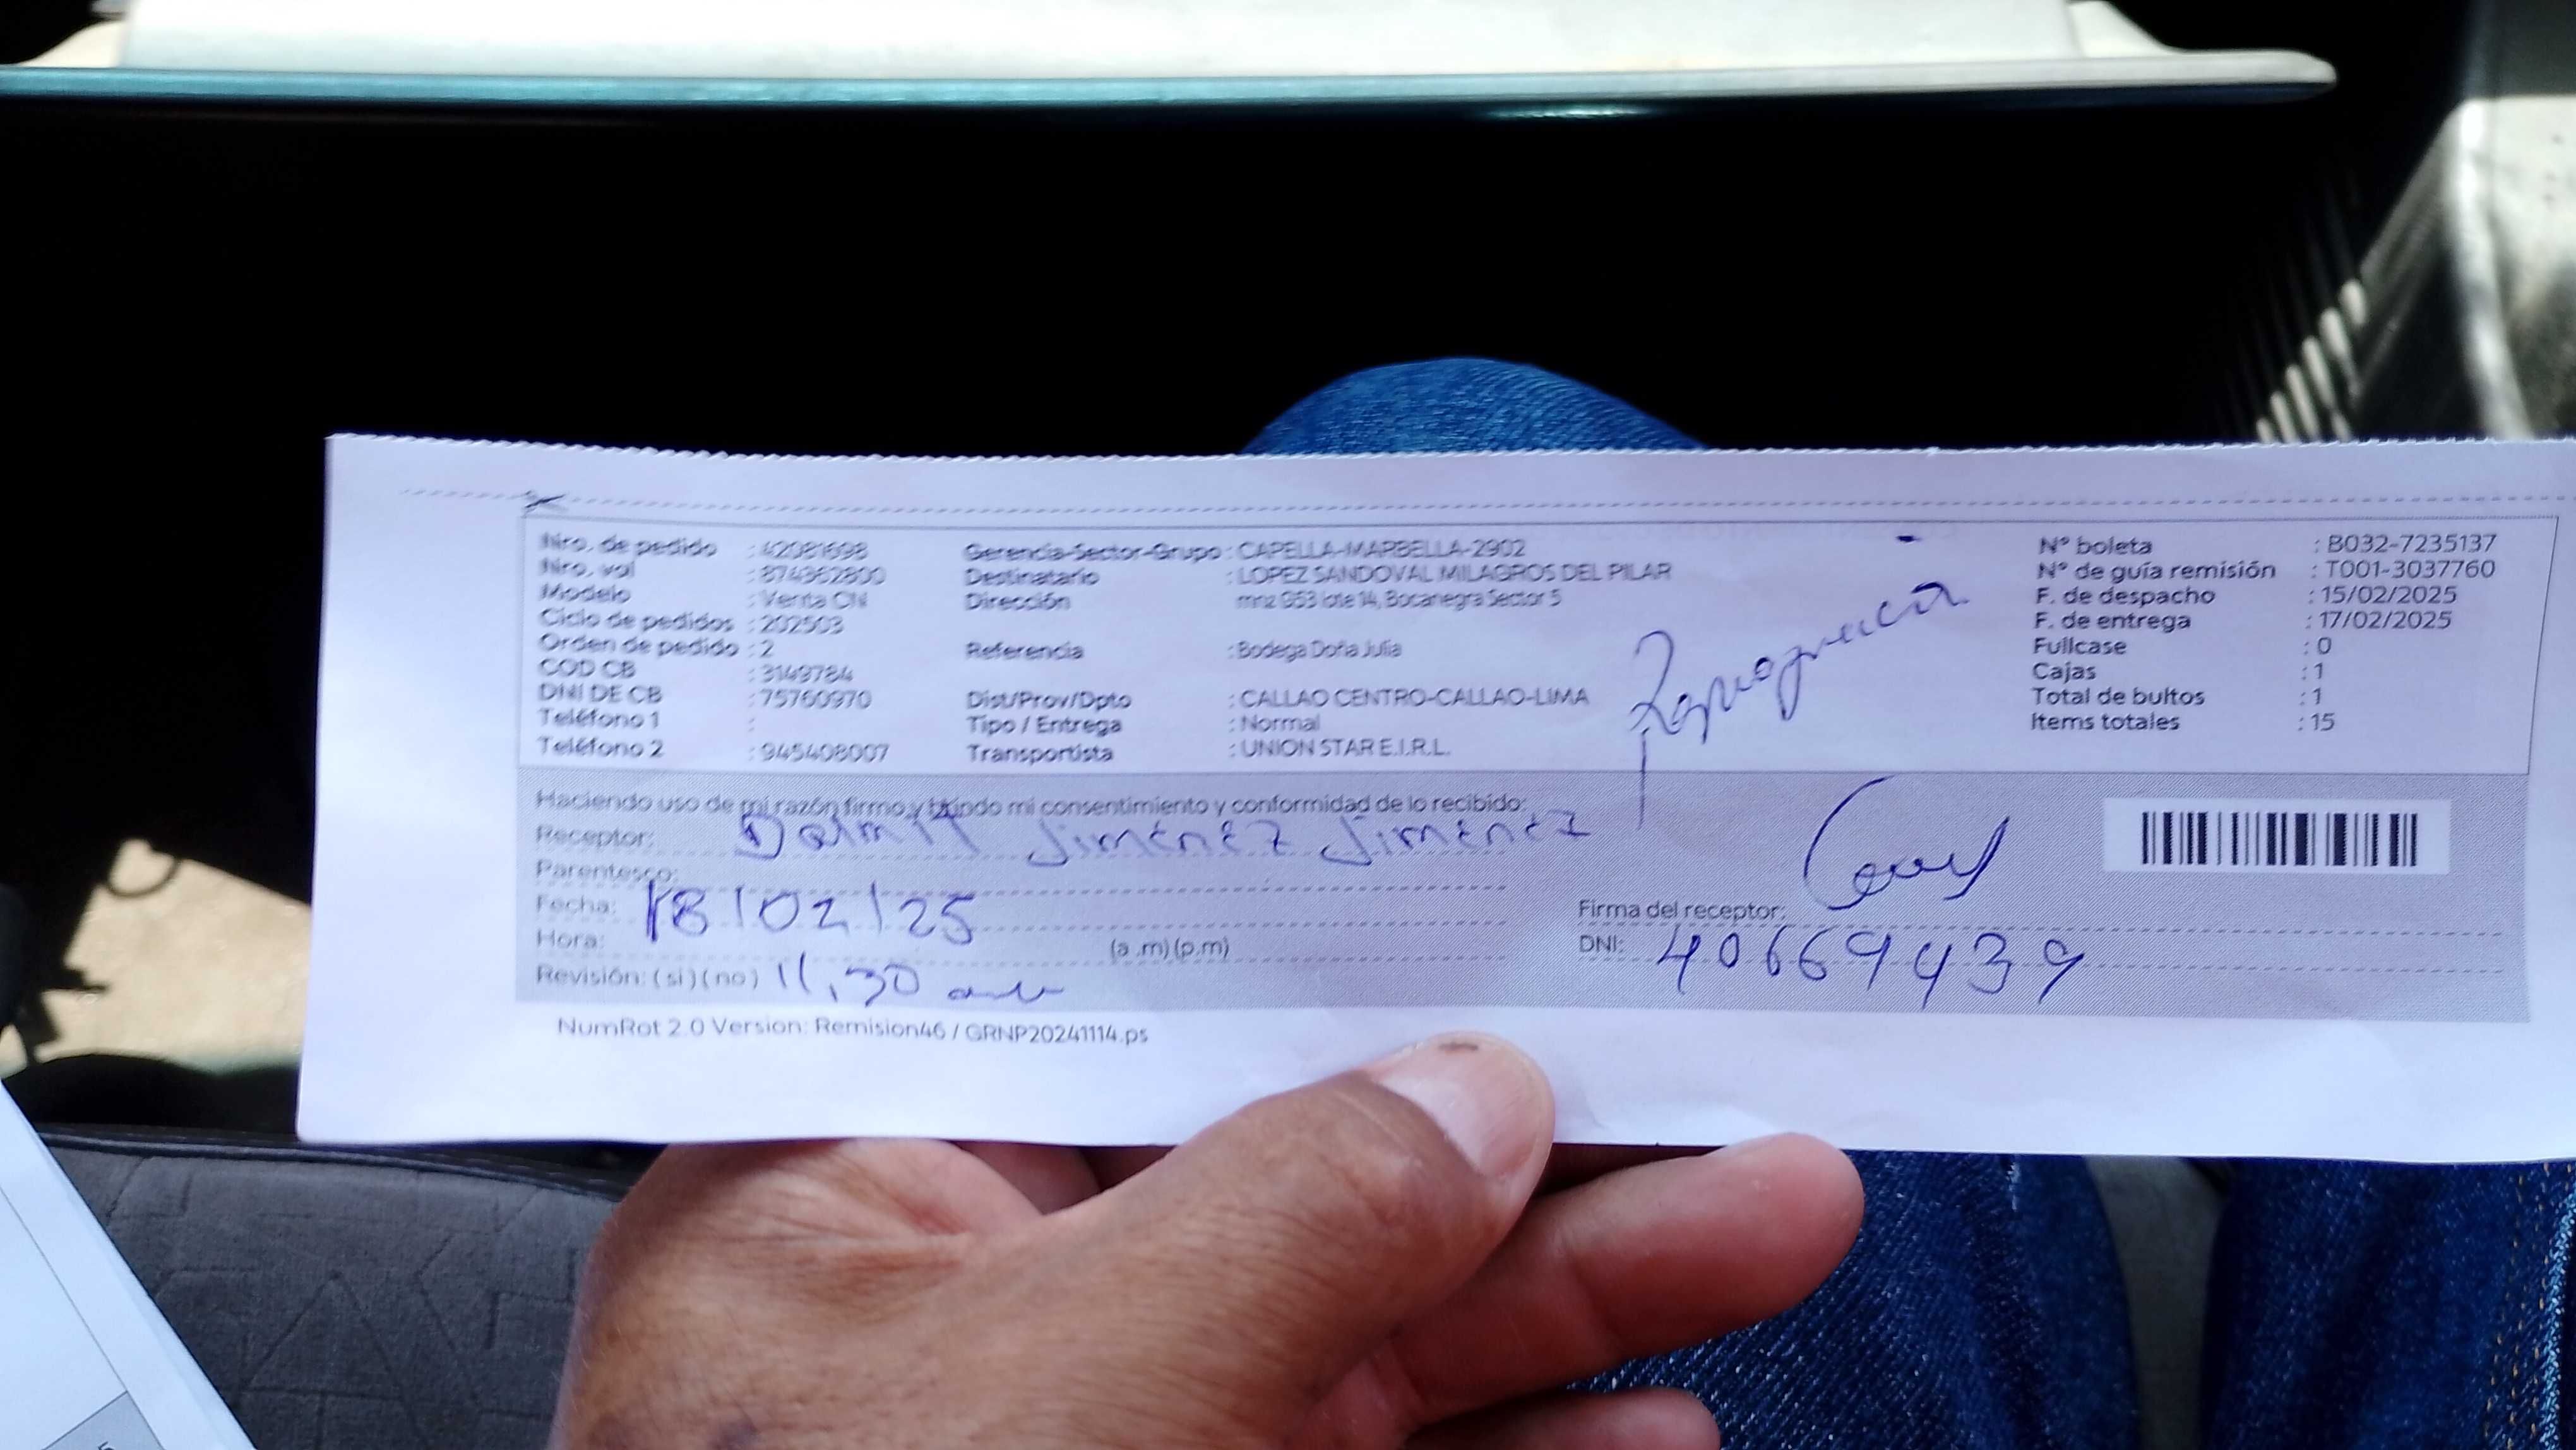 Nro. de pedido : 42081698
Nro. vol : 874362800
Modelo : Venta CN
Ciclo de pedidos : 202503
Orden de pedido : 2
COD CB : 3149784
DNI DE CB : 75760970
Teléfono 1 :
Teléfono 2 : 945408007
Gerencia-Sector-Grupo : CAPELLA-MARBELLA-2902
Destinatario : LOPEZ SANDOVAL MILAGROS DEL PILAR
Dirección mnz G53 lote 14, Bocanegra Sector 5
Referencia : Bodega Doña Julia
Dist/Prov/Dpto : CALLAO CENTRO-CALLAO-LIMA
Tipo / Entrega : Normal
Transportista : UNION STAR E.I.R.L.
N° boleta : B032-7235137
N° de guía remisión : T001-3037760
F. de despacho : 15/02/2025
F. de entrega : 17/02/2025
Fullcase : 0
Cajas : 1
Total de bultos : 1
Items totales : 15
Haciendo uso de mi razón firmo y brindo mi consentimiento y conformidad de lo recibido:
Receptor: Jiménez Jiménez
Parentesco:
Fecha: 18/02/25
Hora: (a.m)(p.m)
Revisión: (si)(no) 11,30 am
Firma del receptor:
DNI: 40669439
NumRot 2.0 Version: Remision46 / GRNP20241114.ps